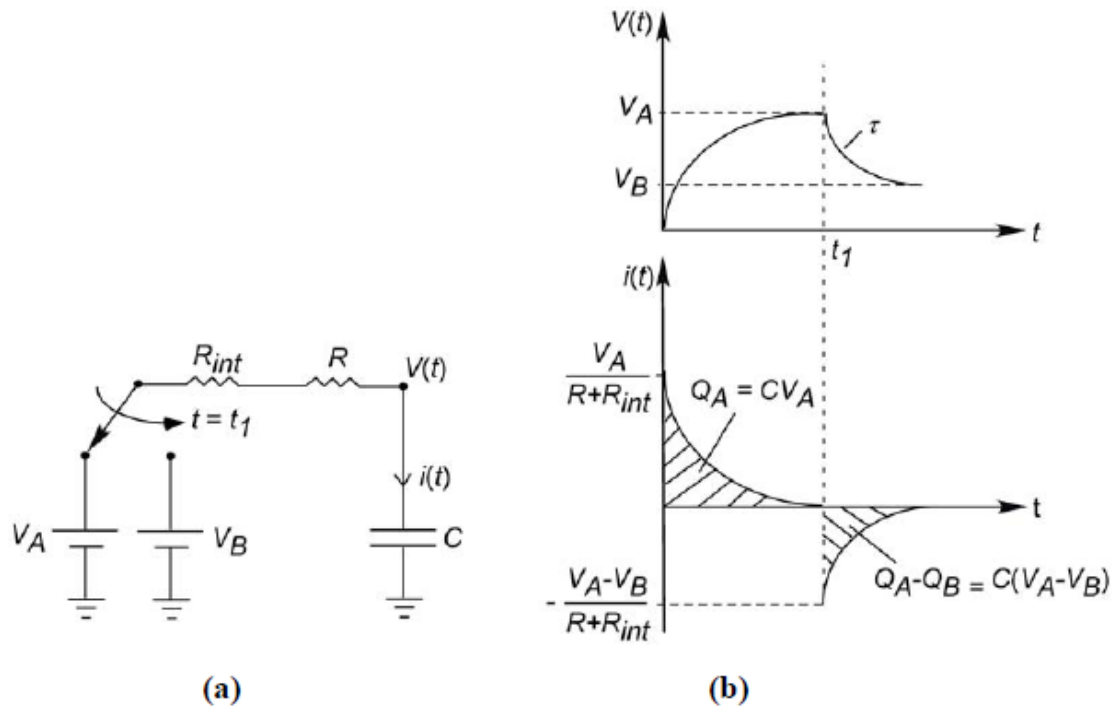 R_int
R
V(t)
t = t_1
i(t)
V_A
V_B
C
(a)
V(t)
V_A
τ
V_B
t
t_1
i(t)
V_A
R+R_int
Q_A = CV_A
t
Q_A-Q_B = C(V_A-V_B)
- V_A-V_B
R+R_int
(b)